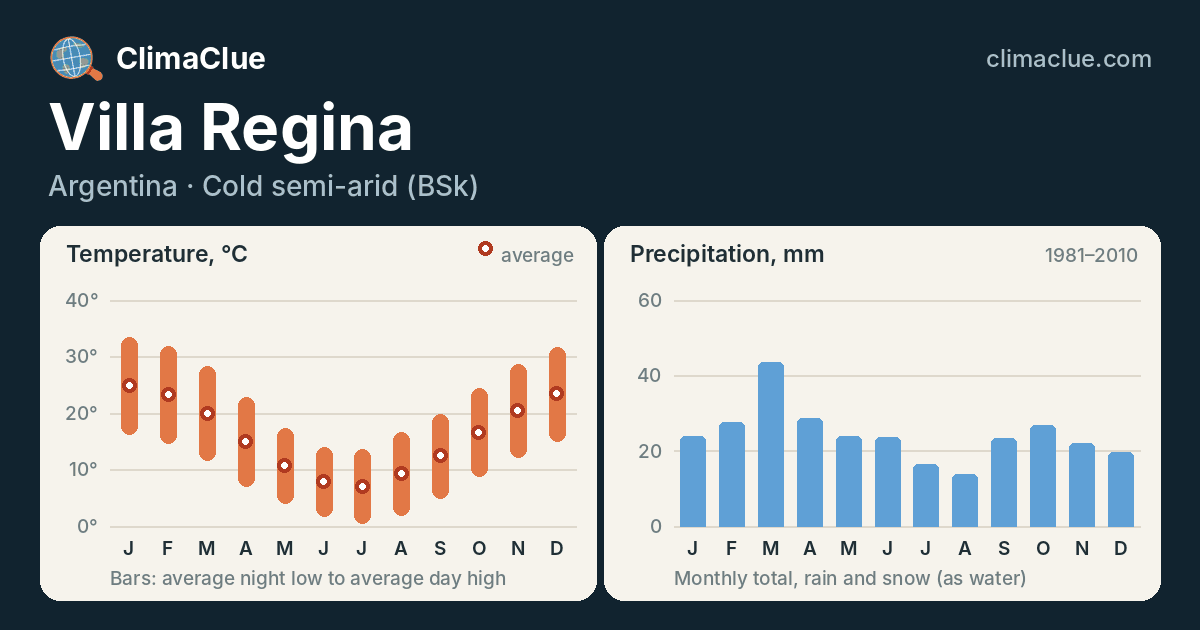 ClimaClue
climaclue.com
Villa Regina
Argentina · Cold semi-arid (BSk)
Temperature, °C
average
40°
30°
20°
10°
0°
J F M A M J J A S O N D
Bars: average night low to average day high
Precipitation, mm
1981–2010
60
40
20
0
J F M A M J J A S O N D
Monthly total, rain and snow (as water)